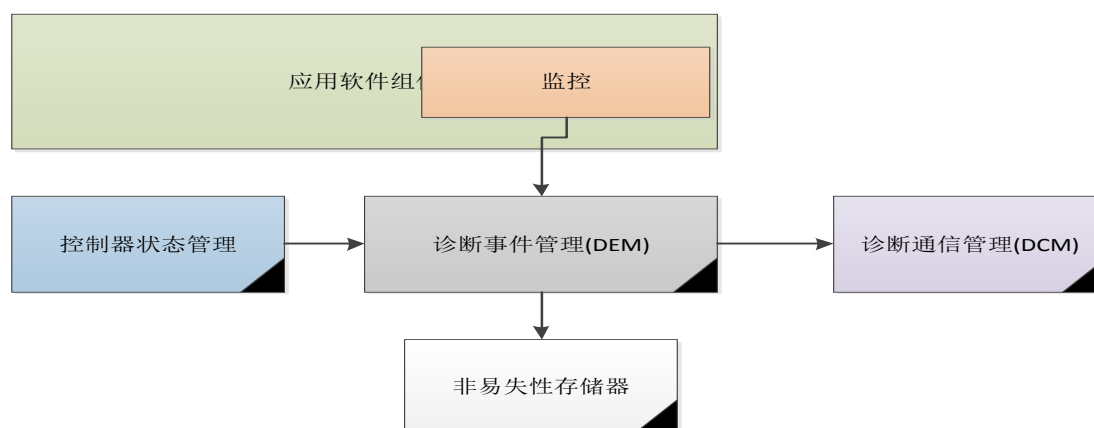 应用软件组
监控
控制器状态管理
诊断事件管理(DEM)
诊断通信管理(DCM)
非易失性存储器